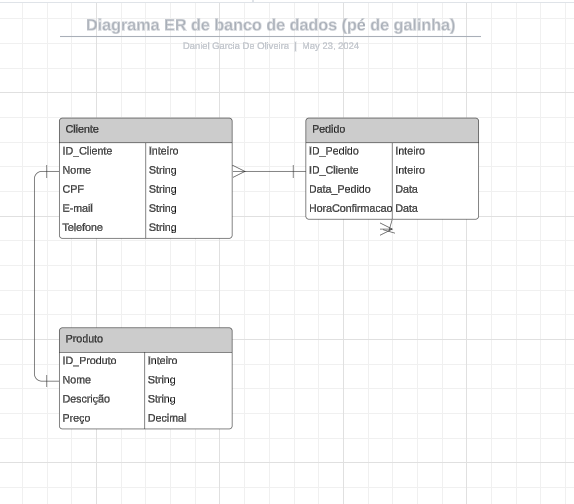 Diagrama ER de banco de dados (pé de galinha)
Daniel Garcia De Oliveira | May 23, 2024
Cliente
ID_Cliente Inteiro
Nome String
CPF String
E-mail String
Telefone String
Pedido
ID_Pedido Inteiro
ID_Cliente Inteiro
Data_Pedido Data
HoraConfirmacao Data
Produto
ID_Produto Inteiro
Nome String
Descrição String
Preço Decimal